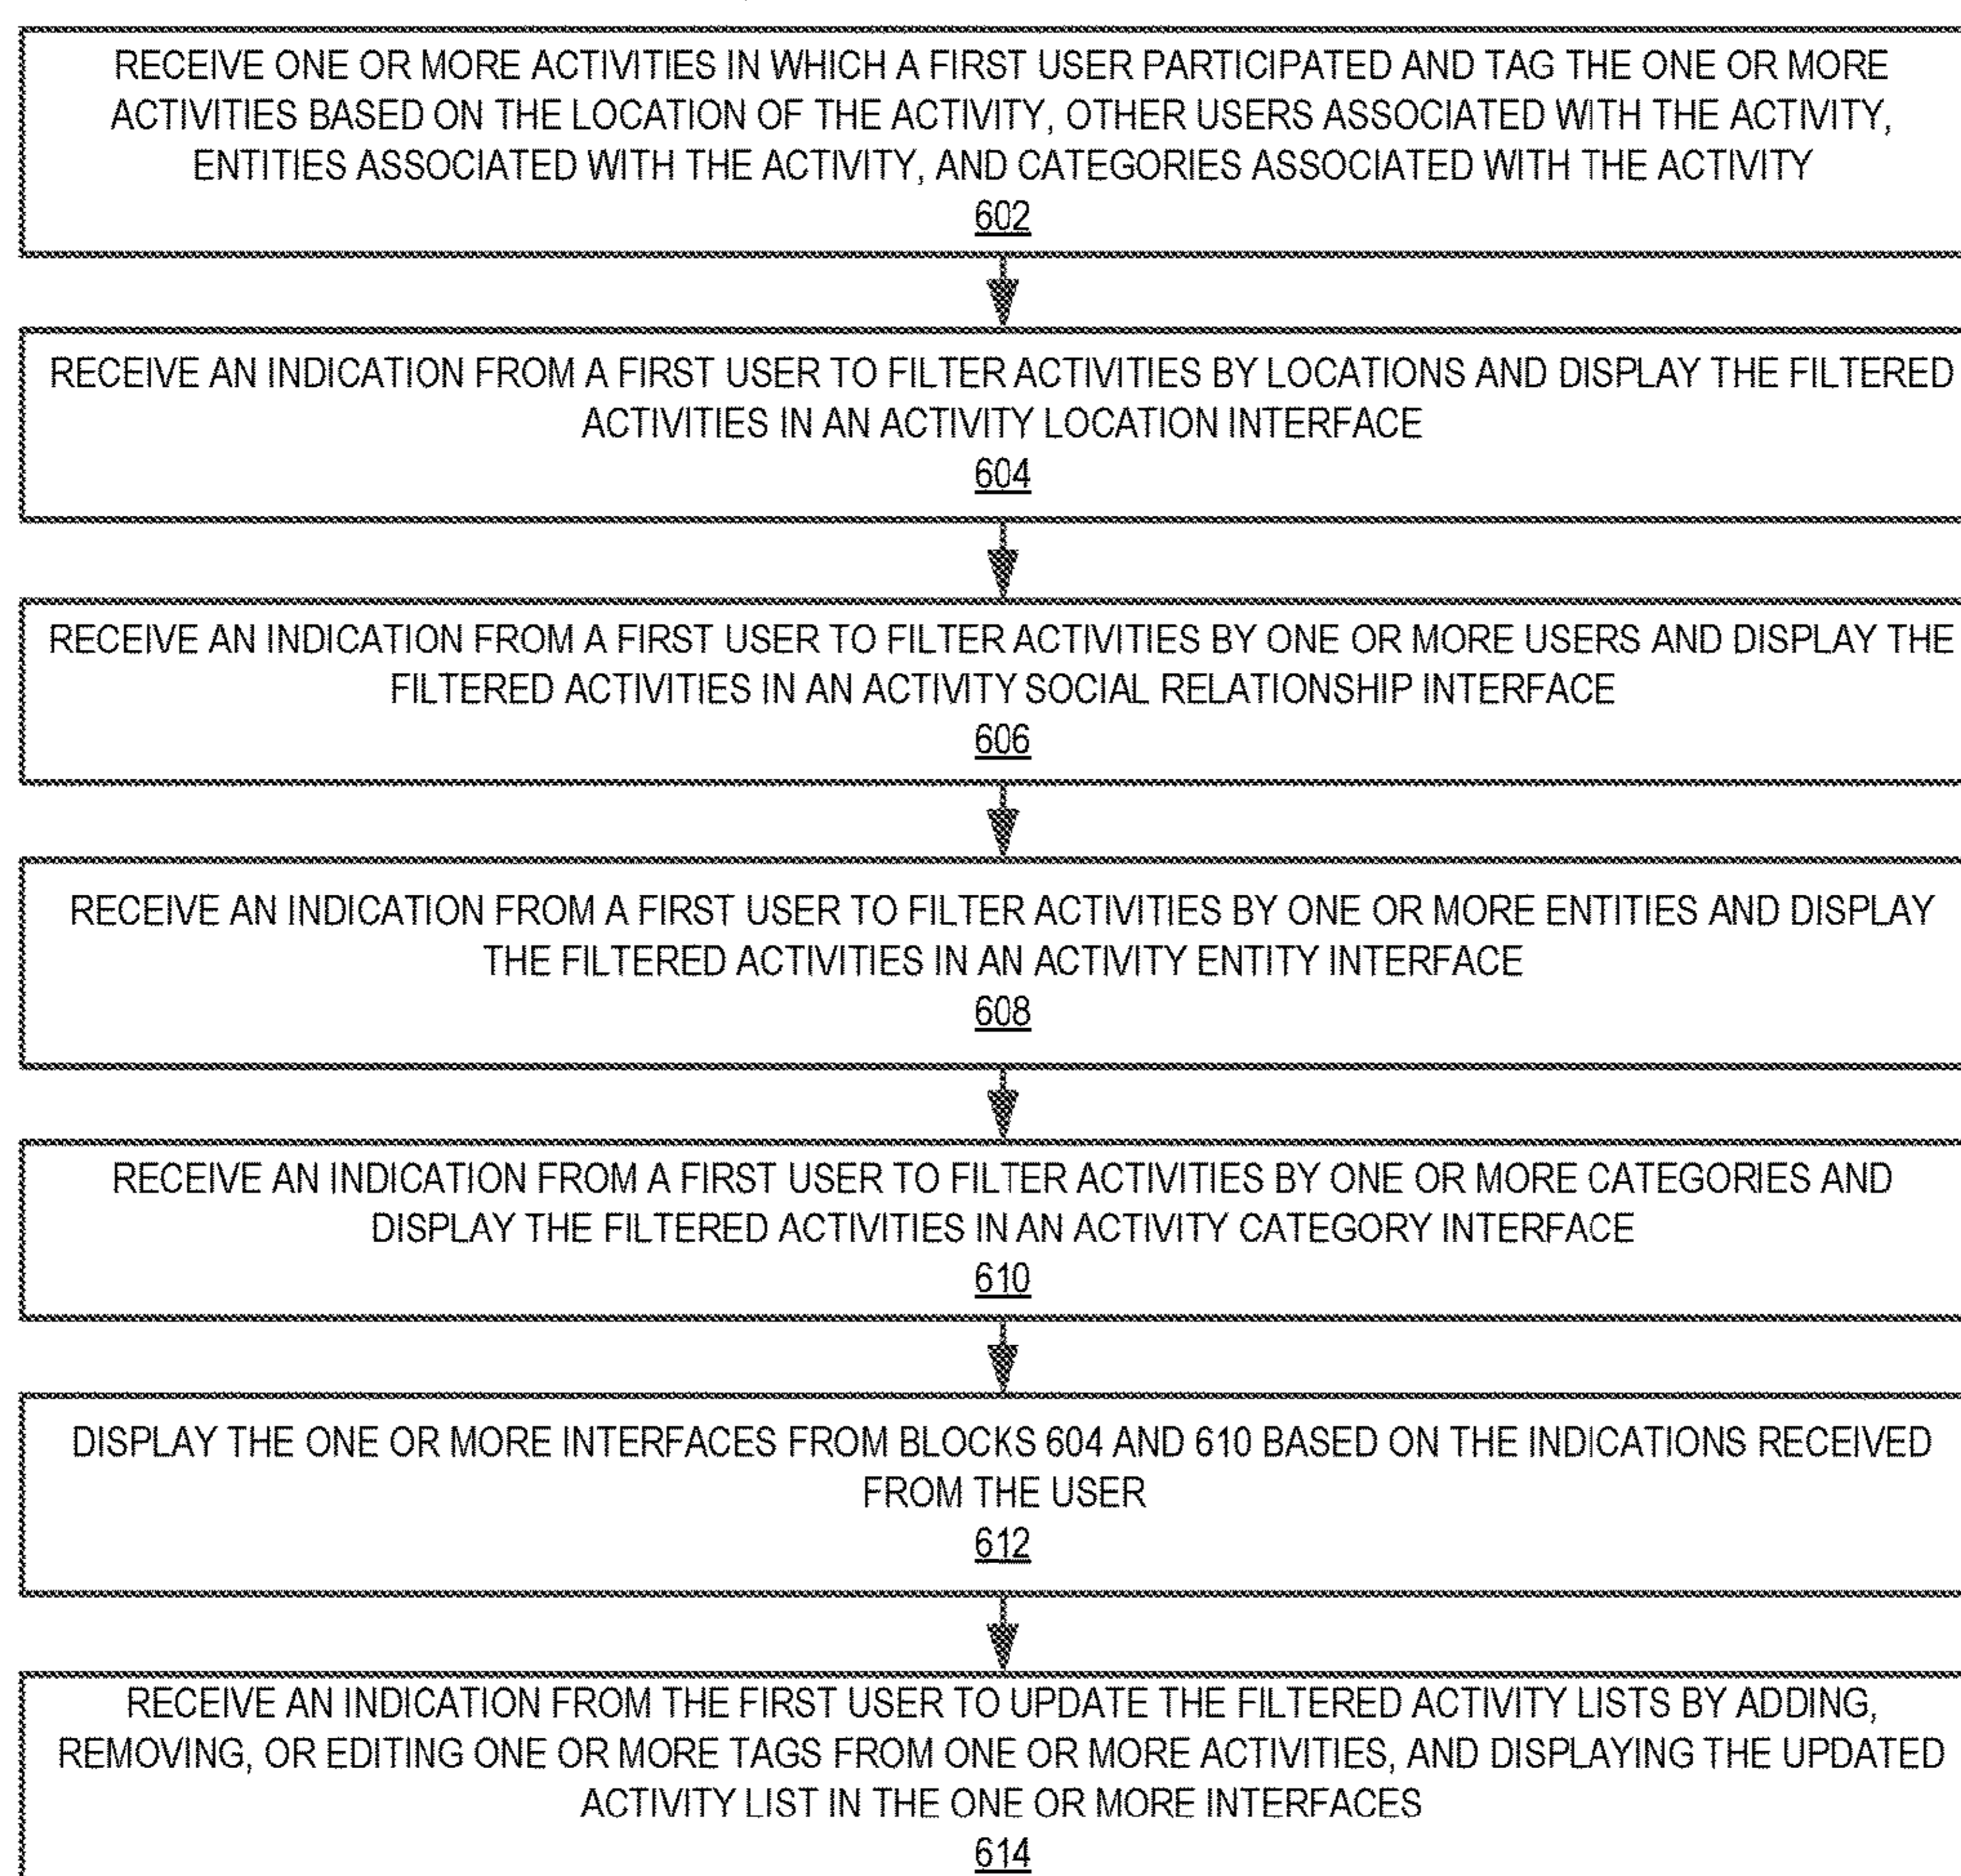 RECEIVE ONE OR MORE ACTIVITIES IN WHICH A FIRST USER PARTICIPATED AND TAG THE ONE OR MORE
ACTIVITIES BASED ON THE LOCATION OF THE ACTIVITY, OTHER USERS ASSOCIATED WITH THE ACTIVITY,
ENTITIES ASSOCIATED WITH THE ACTIVITY, AND CATEGORIES ASSOCIATED WITH THE ACTIVITY
602
RECEIVE AN INDICATION FROM A FIRST USER TO FILTER ACTIVITIES BY LOCATIONS AND DISPLAY THE FILTERED
ACTIVITIES IN AN ACTIVITY LOCATION INTERFACE
604
RECEIVE AN INDICATION FROM A FIRST USER TO FILTER ACTIVITIES BY ONE OR MORE USERS AND DISPLAY THE
FILTERED ACTIVITIES IN AN ACTIVITY SOCIAL RELATIONSHIP INTERFACE
606
RECEIVE AN INDICATION FROM A FIRST USER TO FILTER ACTIVITIES BY ONE OR MORE ENTITIES AND DISPLAY
THE FILTERED ACTIVITIES IN AN ACTIVITY ENTITY INTERFACE
608
RECEIVE AN INDICATION FROM A FIRST USER TO FILTER ACTIVITIES BY ONE OR MORE CATEGORIES AND
DISPLAY THE FILTERED ACTIVITIES IN AN ACTIVITY CATEGORY INTERFACE
610
DISPLAY THE ONE OR MORE INTERFACES FROM BLOCKS 604 AND 610 BASED ON THE INDICATIONS RECEIVED
FROM THE USER
612
RECEIVE AN INDICATION FROM THE FIRST USER TO UPDATE THE FILTERED ACTIVITY LISTS BY ADDING,
REMOVING, OR EDITING ONE OR MORE TAGS FROM ONE OR MORE ACTIVITIES, AND DISPLAYING THE UPDATED
ACTIVITY LIST IN THE ONE OR MORE INTERFACES
614